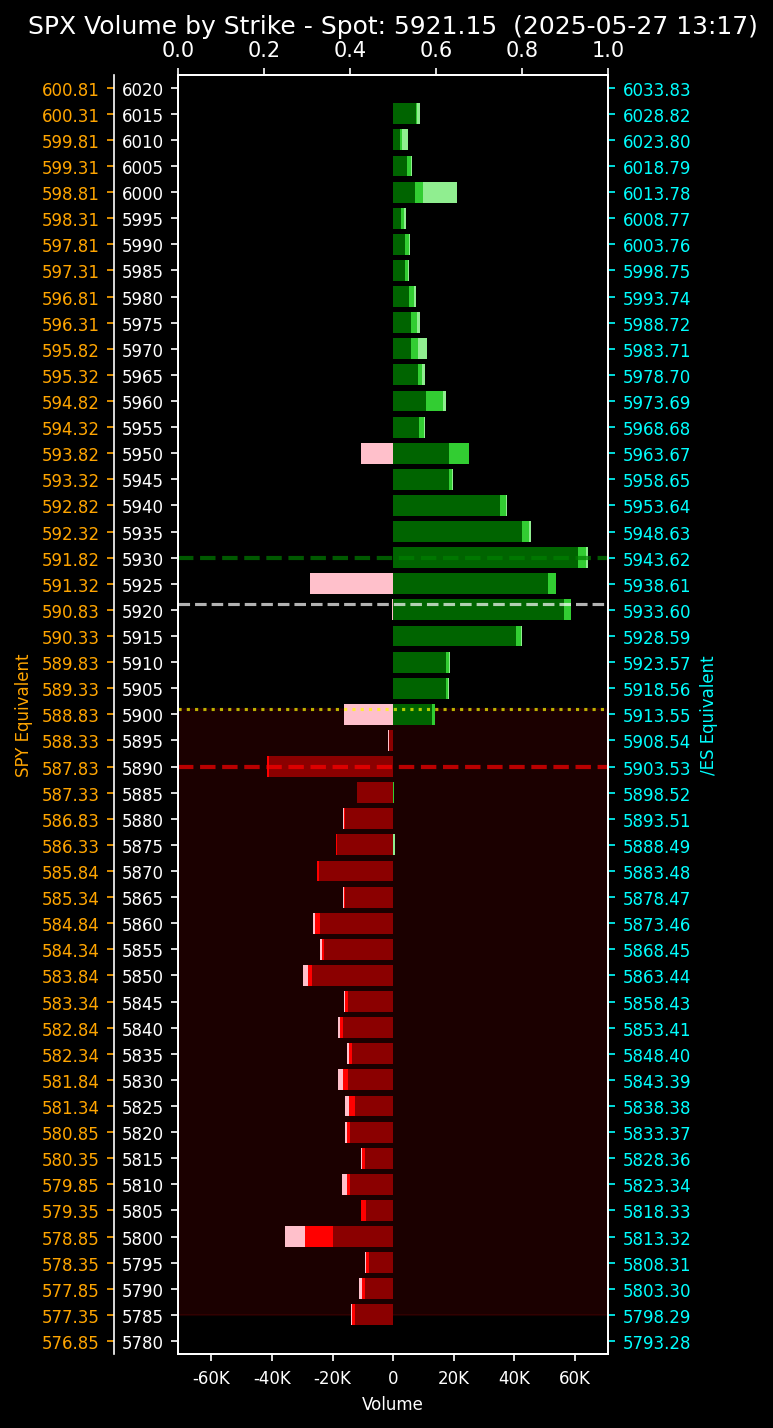 SPX Volume by Strike - Spot: 5921.15 (2025-05-27 13:17)
0.0 0.2 0.4 0.6 0.8 1.0
600.81 6020 6033.83
600.31 6015 6028.82
599.81 6010 6023.80
599.31 6005 6018.79
598.81 6000 6013.78
598.31 5995 6008.77
597.81 5990 6003.76
597.31 5985 5998.75
596.81 5980 5993.74
596.31 5975 5988.72
595.82 5970 5983.71
595.32 5965 5978.70
594.82 5960 5973.69
594.32 5955 5968.68
593.82 5950 5963.67
593.32 5945 5958.65
592.82 5940 5953.64
592.32 5935 5948.63
591.82 5930 5943.62
591.32 5925 5938.61
590.83 5920 5933.60
590.33 5915 5928.59
589.83 5910 5923.57
589.33 5905 5918.56
588.83 5900 5913.55
588.33 5895 5908.54
587.83 5890 5903.53
587.33 5885 5898.52
586.83 5880 5893.51
586.33 5875 5888.49
585.84 5870 5883.48
585.34 5865 5878.47
584.84 5860 5873.46
584.34 5855 5868.45
583.84 5850 5863.44
583.34 5845 5858.43
582.84 5840 5853.41
582.34 5835 5848.40
581.84 5830 5843.39
581.34 5825 5838.38
580.85 5820 5833.37
580.35 5815 5828.36
579.85 5810 5823.34
579.35 5805 5818.33
578.85 5800 5813.32
578.35 5795 5808.31
577.85 5790 5803.30
577.35 5785 5798.29
576.85 5780 5793.28
SPY Equivalent
/ES Equivalent
-60K -40K -20K 0 20K 40K 60K
Volume